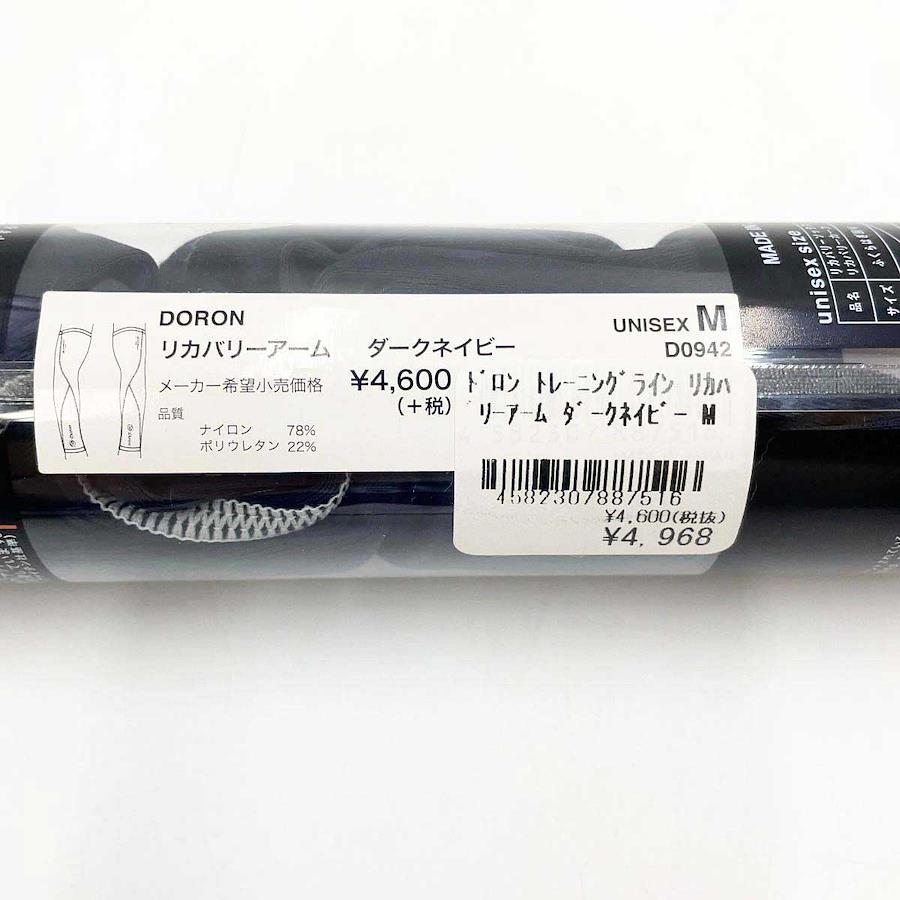 DORON
リカバリーアーム ダークネイビー
メーカー希望小売価格 ¥4,600
(+税)
品質
ナイロン 78%
ポリウレタン 22%
UNISEX M
D0942
ドロン トレーニングライン リカバ
リーアーム ダークネイビー M
4582307887516
¥4,600(税抜)
¥4,968
MADE IN
unisex size
品名
サイズ